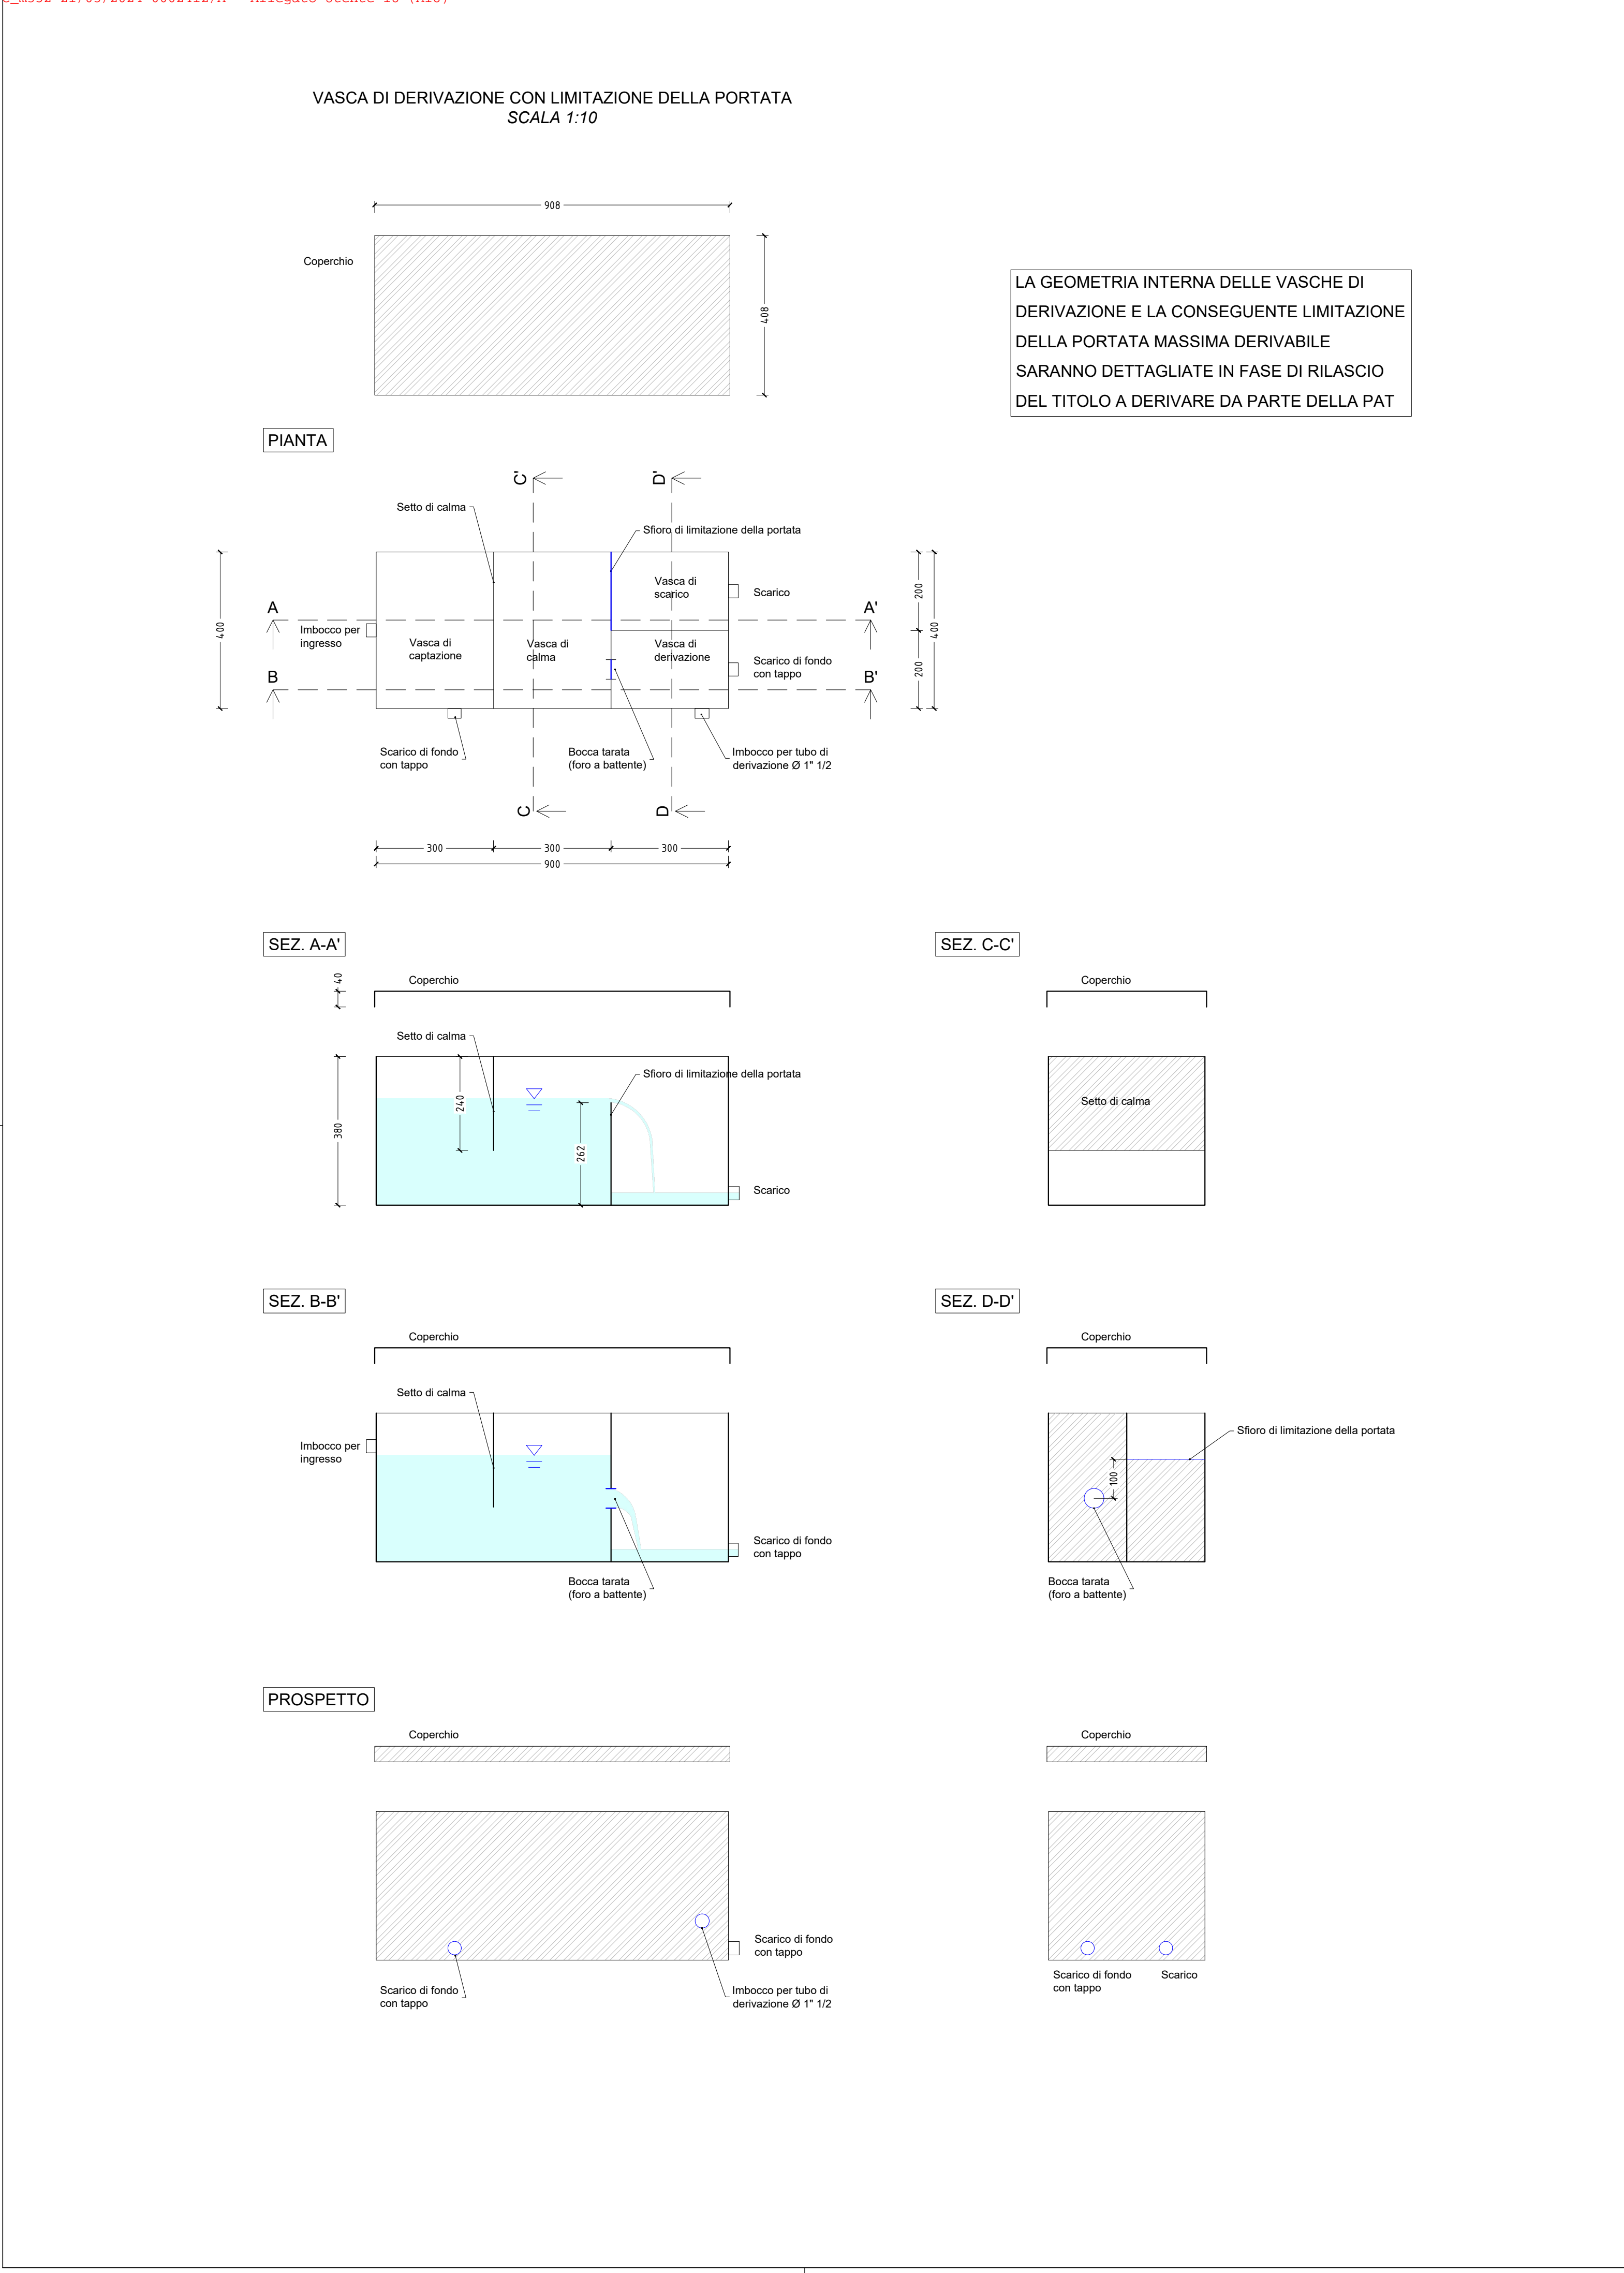 VASCA DI DERIVAZIONE CON LIMITAZIONE DELLA PORTATA
SCALA 1:10
908
Coperchio
408
LA GEOMETRIA INTERNA DELLE VASCHE DI
DERIVAZIONE E LA CONSEGUENTE LIMITAZIONE
DELLA PORTATA MASSIMA DERIVABILE
SARANNO DETTAGLIATE IN FASE DI RILASCIO
DEL TITOLO A DERIVARE DA PARTE DELLA PAT
PIANTA
C'
D'
Setto di calma
Sfioro di limitazione della portata
Vasca di
scarico
Scarico
200
400
400
A
A'
Imbocco per
ingresso
Vasca di
captazione
Vasca di
calma
Vasca di
derivazione
Scarico di fondo
con tappo
200
B
B'
Scarico di fondo
con tappo
Bocca tarata
(foro a battente)
Imbocco per tubo di
derivazione Ø 1" 1/2
C
D
300
300
300
900
SEZ. A-A'
Coperchio
40
Setto di calma
Sfioro di limitazione della portata
240
380
262
Scarico
SEZ. C-C'
Coperchio
Setto di calma
SEZ. B-B'
Coperchio
Setto di calma
Imbocco per
ingresso
Scarico di fondo
con tappo
Bocca tarata
(foro a battente)
SEZ. D-D'
Coperchio
Sfioro di limitazione della portata
100
Bocca tarata
(foro a battente)
PROSPETTO
Coperchio
Scarico di fondo
con tappo
Scarico di fondo
con tappo
Imbocco per tubo di
derivazione Ø 1" 1/2
Coperchio
Scarico di fondo
con tappo
Scarico